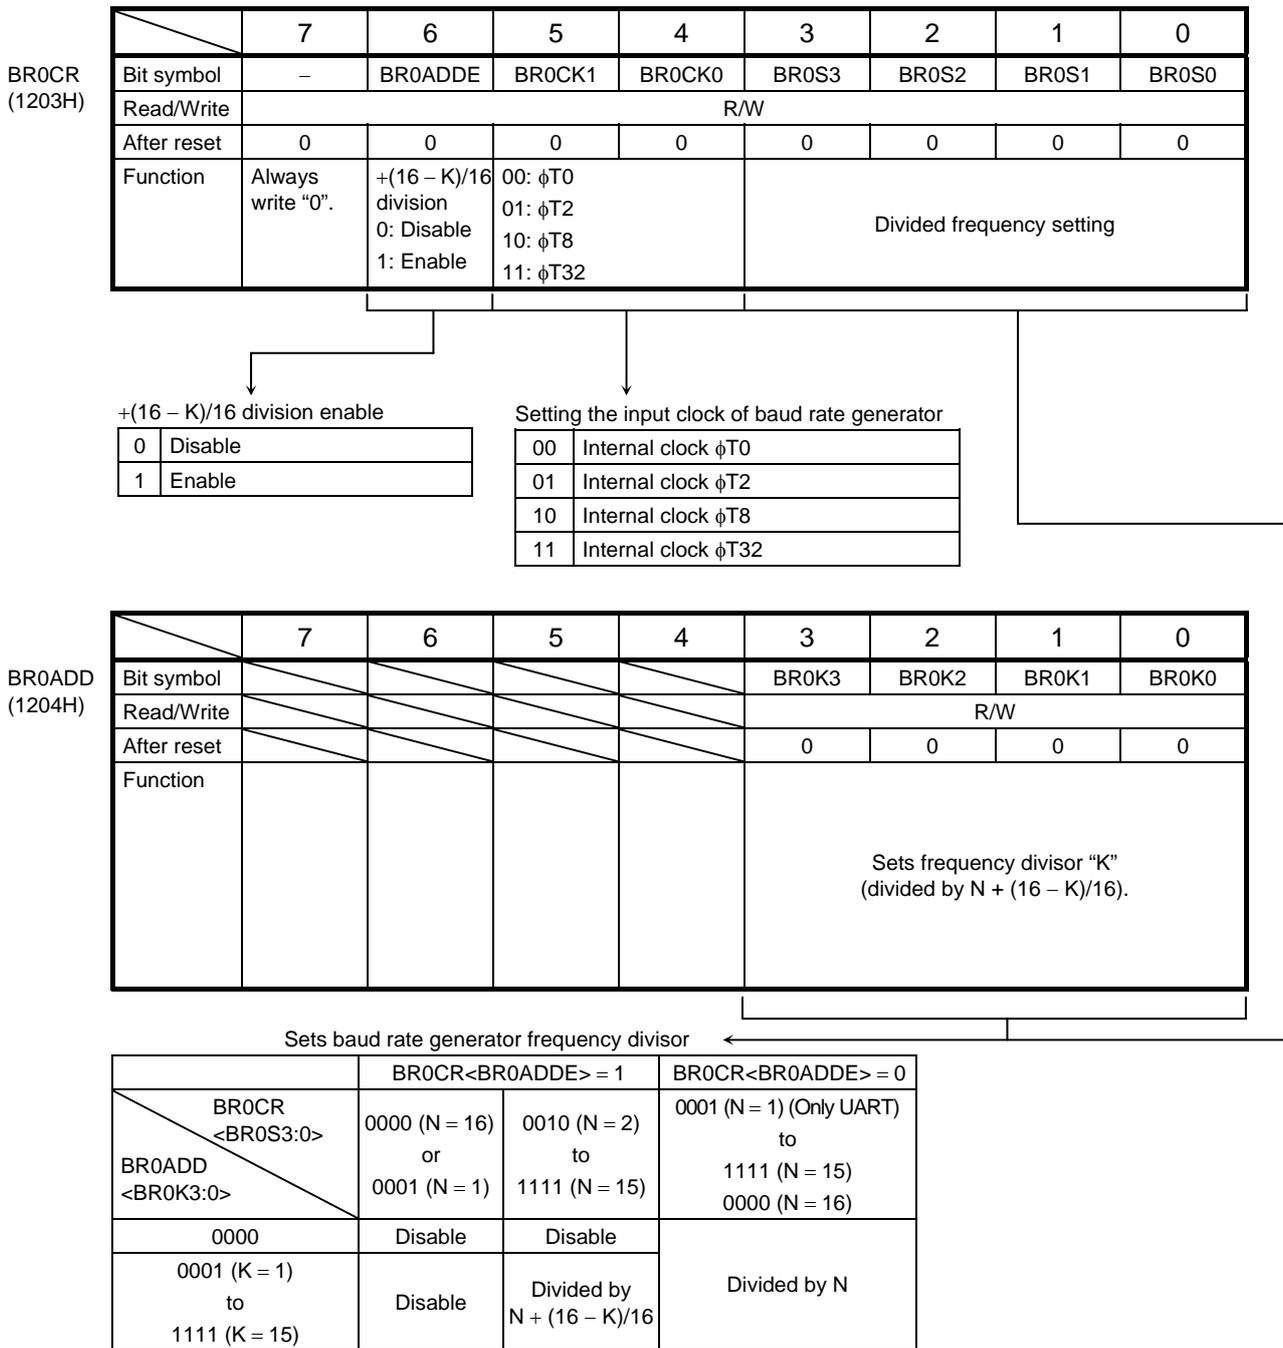 7 6 5 4 3 2 1 0
BR0CR
(1203H)
Bit symbol – BR0ADDE BR0CK1 BR0CK0 BR0S3 BR0S2 BR0S1 BR0S0
Read/Write R/W
After reset 0 0 0 0 0 0 0 0
Function
Always
write “0”.
+(16 – K)/16
division
0: Disable
1: Enable
00: ϕT0
01: ϕT2
10: ϕT8
11: ϕT32
Divided frequency setting
+(16 – K)/16 division enable
0 Disable
1 Enable
Setting the input clock of baud rate generator
00 Internal clock ϕT0
01 Internal clock ϕT2
10 Internal clock ϕT8
11 Internal clock ϕT32
7 6 5 4 3 2 1 0
BR0ADD
(1204H)
Bit symbol BR0K3 BR0K2 BR0K1 BR0K0
Read/Write R/W
After reset 0 0 0 0
Function
Sets frequency divisor “K”
(divided by N + (16 – K)/16).
Sets baud rate generator frequency divisor
BR0CR<BR0ADDE> = 1 BR0CR<BR0ADDE> = 0
BR0CR
<BR0S3:0>
BR0ADD
<BR0K3:0>
0000 (N = 16)
or
0001 (N = 1)
0010 (N = 2)
to
1111 (N = 15)
0001 (N = 1) (Only UART)
to
1111 (N = 15)
0000 (N = 16)
0000 Disable Disable
0001 (K = 1)
to
1111 (K = 15)
Disable
Divided by
N + (16 – K)/16
Divided by N